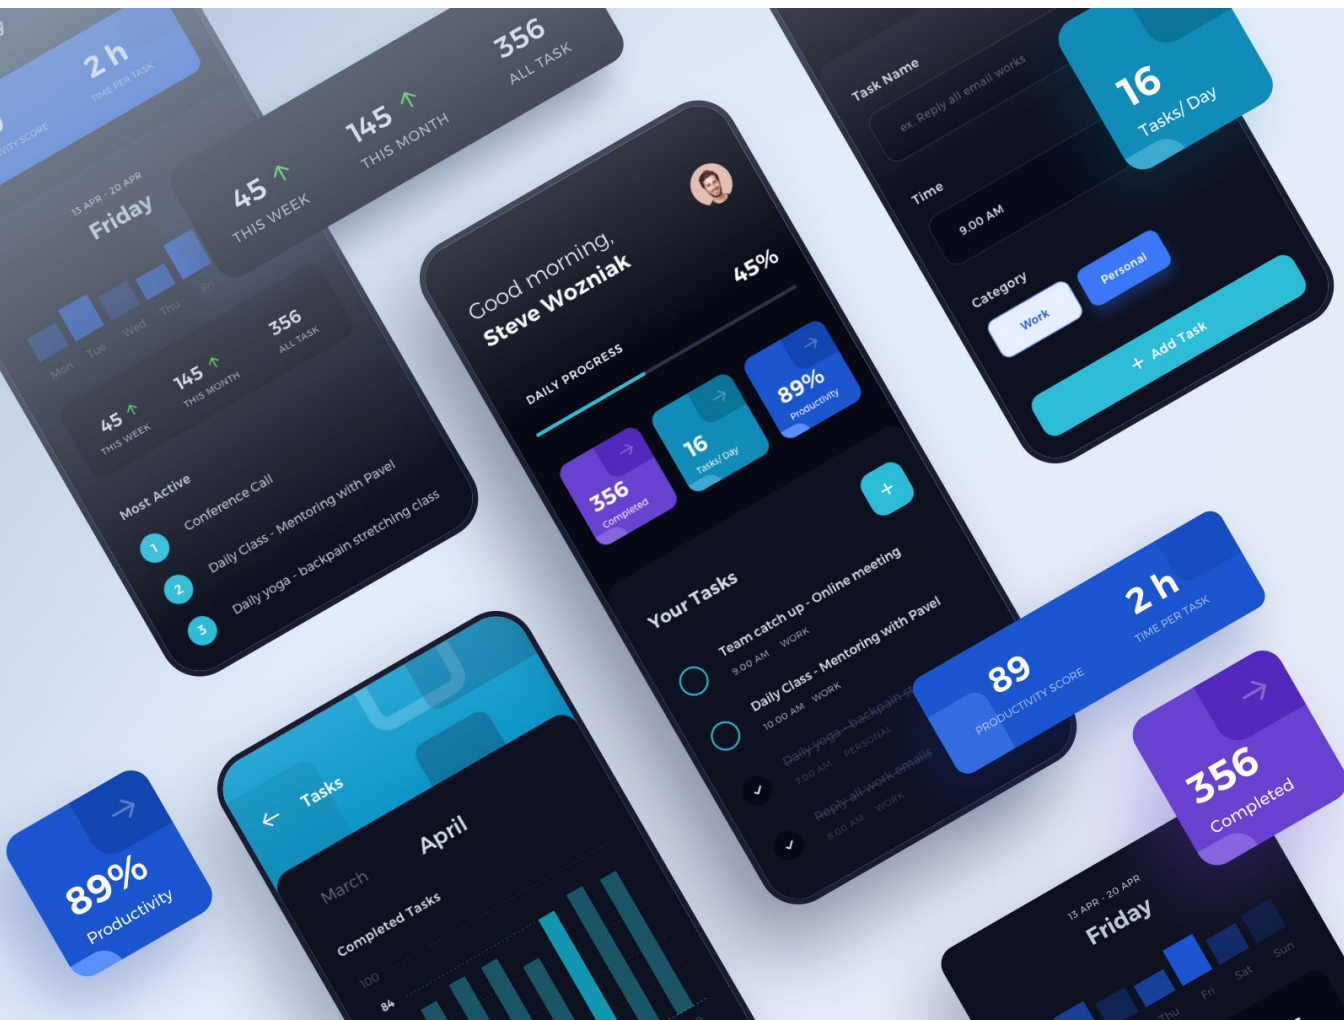 2 h
TIME PER TASK
13 APR - 20 APR
Friday
Mon
Tue
Wed
Thu
Fri
45
THIS WEEK
145
THIS MONTH
356
ALL TASK
Most Active
1
Conference Call
2
Daily Class - Mentoring with Pavel
3
Daily yoga - backpain stretching class
45
THIS WEEK
145
THIS MONTH
356
ALL TASK
Good morning,
Steve Wozniak
DAILY PROGRESS
45%
356
Completed
16
Tasks/ Day
89%
Productivity
+
Your Tasks
Team catch up - Online meeting
9.00 AM WORK
Daily Class - Mentoring with Pavel
10.00 AM WORK
Daily yoga - backpain
7.00 AM PERSONAL
Reply all work emails
8.00 AM WORK
Task Name
ex. Reply all email works
Time
9.00 AM
Category
Work
Personal
+ Add Task
16
Tasks/ Day
89
PRODUCTIVITY SCORE
2 h
TIME PER TASK
356
Completed
89%
Productivity
Tasks
March
April
Completed Tasks
100
84
13 APR - 20 APR
Friday
Thu
Fri
Sat
Sun